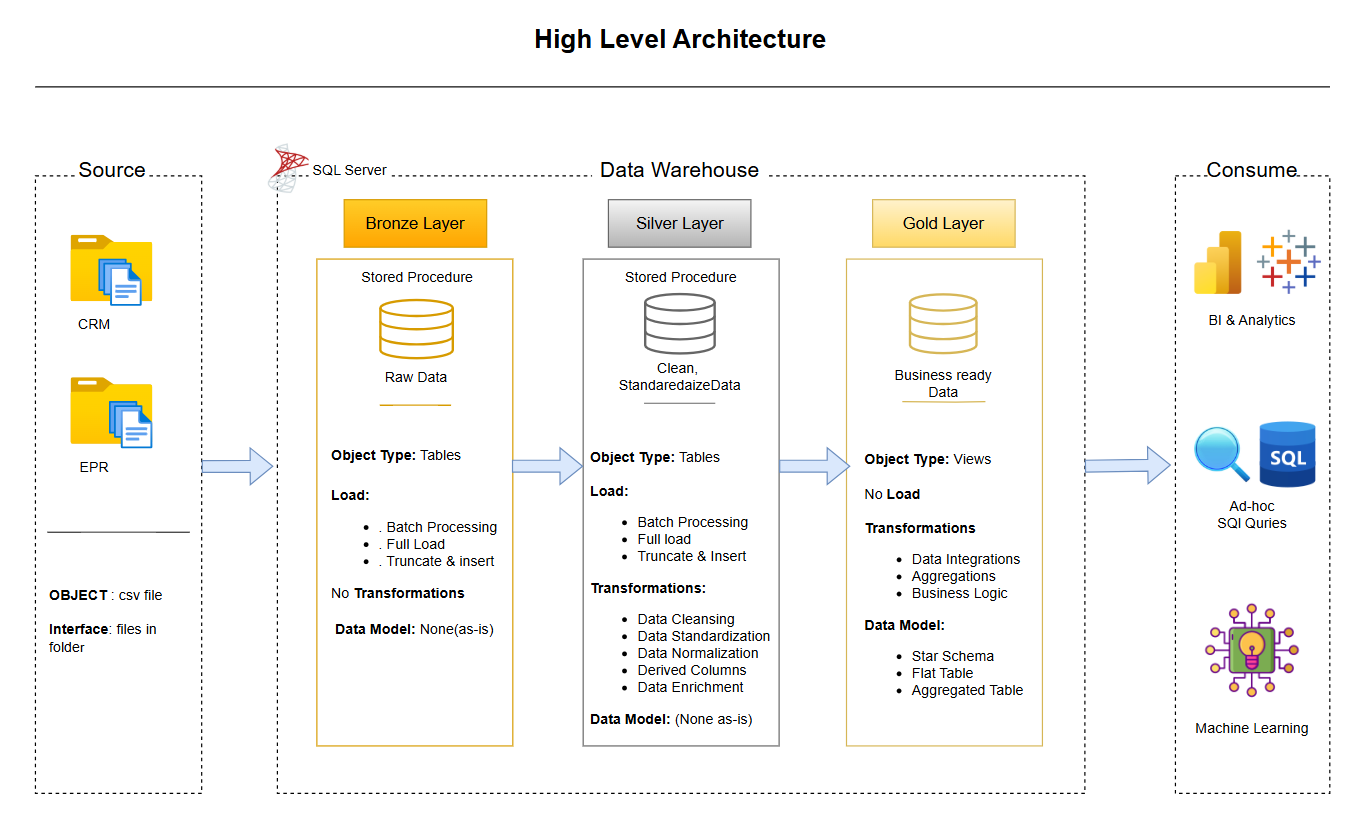 High Level Architecture
Source
CRM
EPR
OBJECT : csv file
Interface: files in
folder
SQL Server
Data Warehouse
Bronze Layer
Stored Procedure
Raw Data
Object Type: Tables
Load:
. Batch Processing
. Full Load
. Truncate & insert
No Transformations
Data Model: None(as-is)
Silver Layer
Stored Procedure
Clean,
StandaredaizeData
Object Type: Tables
Load:
Batch Processing
Full load
Truncate & Insert
Transformations:
Data Cleansing
Data Standardization
Data Normalization
Derived Columns
Data Enrichment
Data Model: (None as-is)
Gold Layer
Business ready
Data
Object Type: Views
No Load
Transformations
Data Integrations
Aggregations
Business Logic
Data Model:
Star Schema
Flat Table
Aggregated Table
Consume
BI & Analytics
SQL
Ad-hoc
SQl Quries
Machine Learning